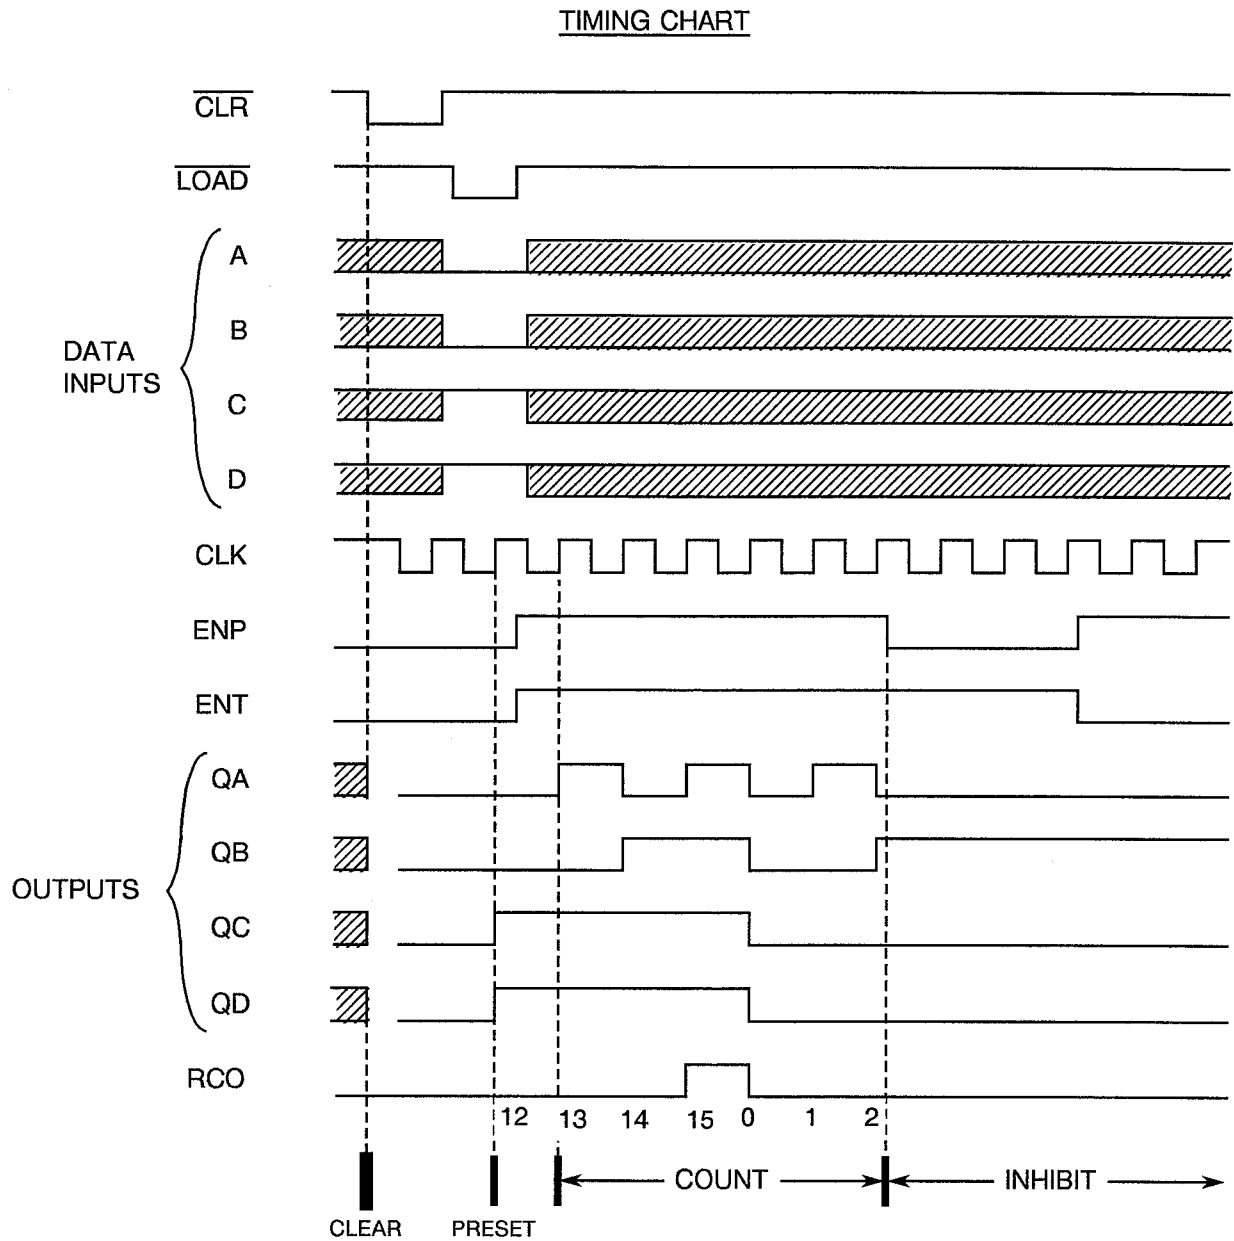 TIMING CHART
CLR
LOAD
A
B
DATA
INPUTS
C
D
CLK
ENP
ENT
QA
QB
OUTPUTS
QC
QD
RCO
12 13 14 15 0 1 2
COUNT INHIBIT
CLEAR PRESET